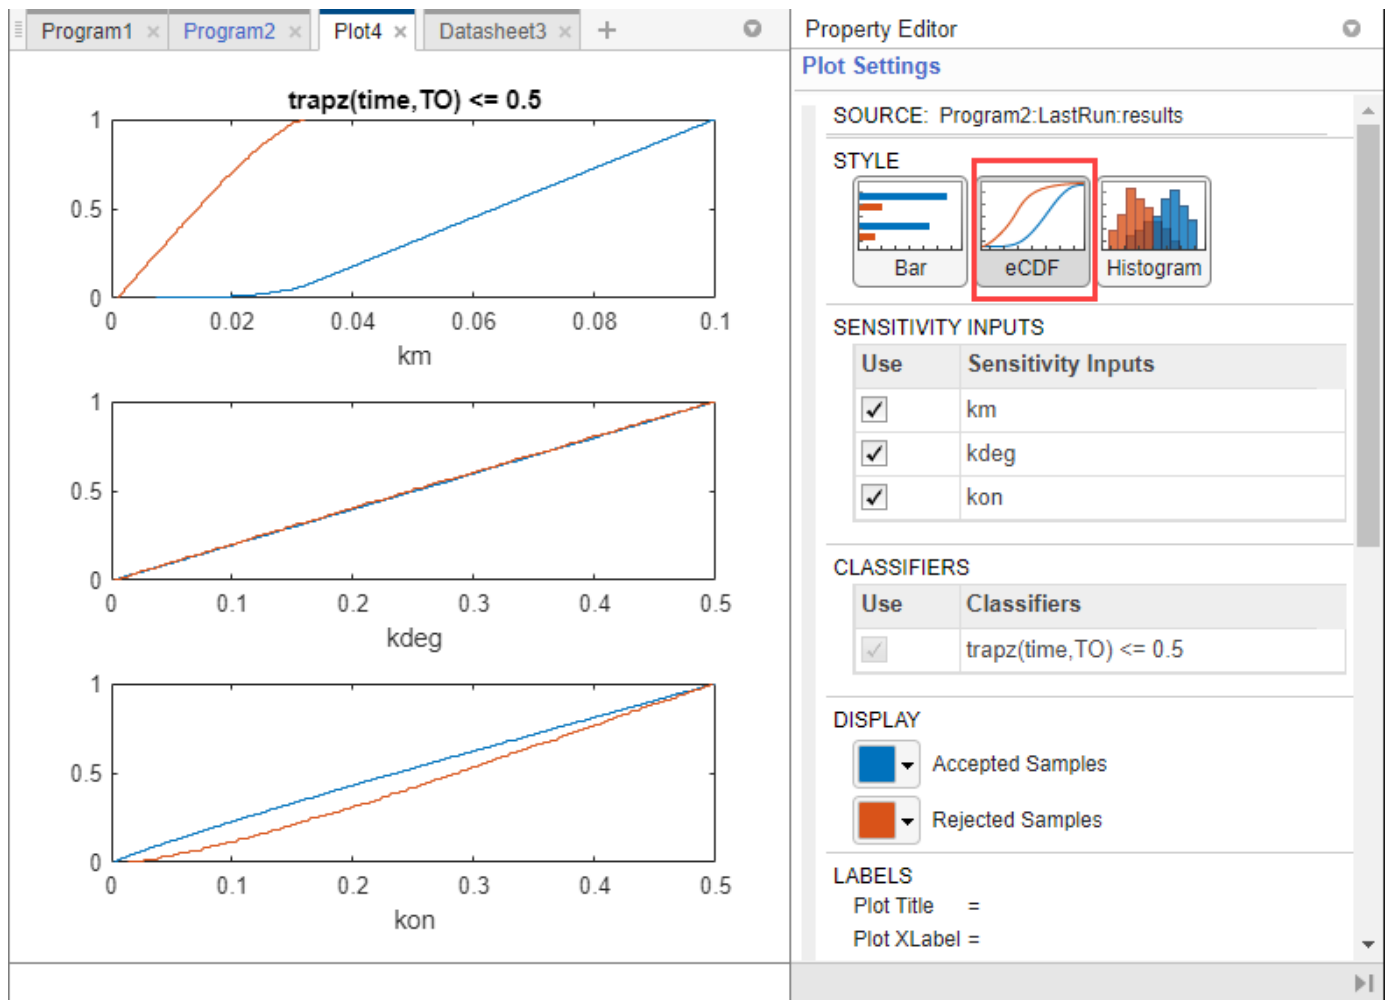 Program1 × Program2 × Plot4 × Datasheet3 × +
trapz(time,TO) <= 0.5
1
0.5
0
0 0.02 0.04 0.06 0.08 0.1
km
1
0.5
0
0 0.1 0.2 0.3 0.4 0.5
kdeg
1
0.5
0
0 0.1 0.2 0.3 0.4 0.5
kon
Property Editor
Plot Settings
SOURCE: Program2:LastRun:results
STYLE
Bar eCDF Histogram
SENSITIVITY INPUTS
Use Sensitivity Inputs
km
kdeg
kon
CLASSIFIERS
Use Classifiers
trapz(time,TO) <= 0.5
DISPLAY
Accepted Samples
Rejected Samples
LABELS
Plot Title =
Plot XLabel =